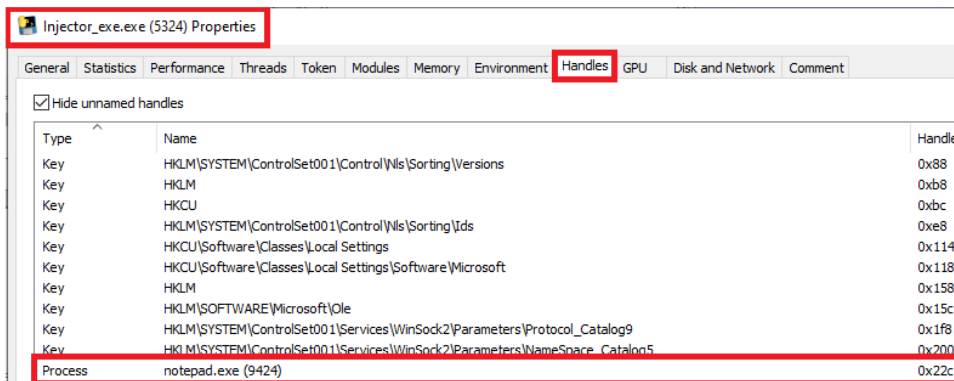 Injector_exe.exe (5324) Properties
General Statistics Performance Threads Token Modules Memory Environment Handles GPU Disk and Network Comment
Hide unnamed handles
Type Name Handle
Key HKLM\SYSTEM\ControlSet001\Control\Nls\Sorting\Versions 0x88
Key HKLM 0xb8
Key HKCU 0xbc
Key HKLM\SYSTEM\ControlSet001\Control\Nls\Sorting\Ids 0xe8
Key HKCU\Software\Classes\Local Settings 0x114
Key HKCU\Software\Classes\Local Settings\Software\Microsoft 0x118
Key HKLM 0x158
Key HKLM\SOFTWARE\Microsoft\Ole 0x15c
Key HKLM\SYSTEM\ControlSet001\Services\WinSock2\Parameters\Protocol_Catalog9 0x1f8
Key HKLM\SYSTEM\ControlSet001\Services\WinSock2\Parameters\NameSpace_Catalog5 0x200
Process notepad.exe (9424) 0x22c